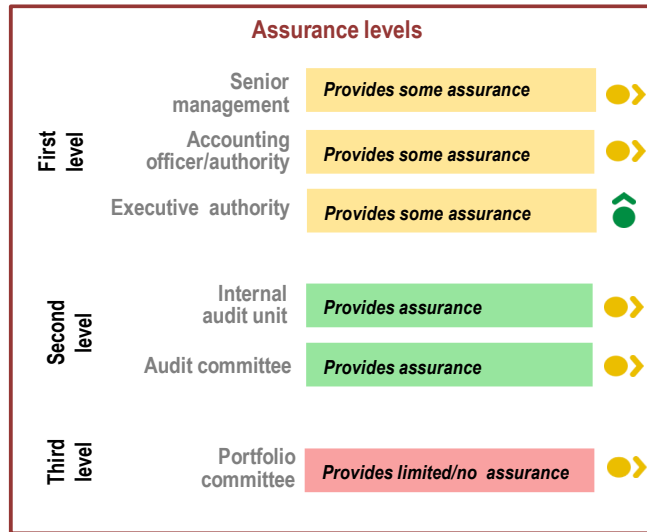 Assurance levels
First
level
Senior
management
Provides some assurance
Accounting
officer/authority
Provides some assurance
Executive authority
Provides some assurance
Second
level
Internal
audit unit
Provides assurance
Audit committee
Provides assurance
Third
level
Portfolio
committee
Provides limited/no assurance